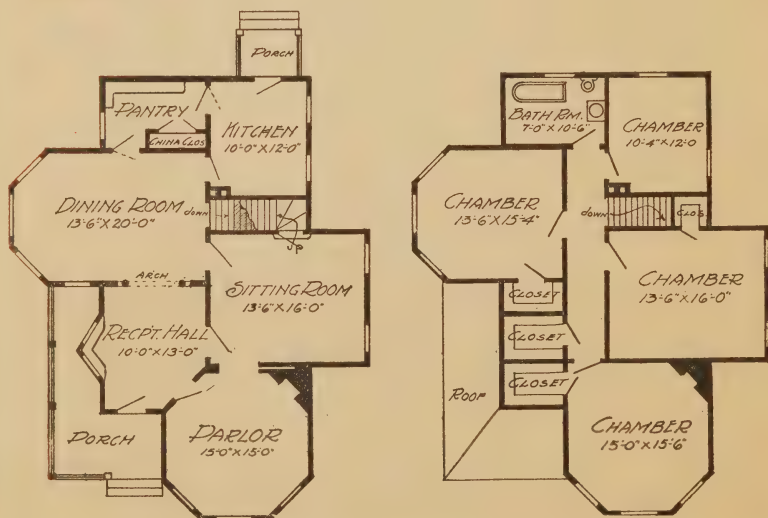 PORCH
PANTRY
CHINA CLOS
KITCHEN
10'-0"X12'-0"
DINING ROOM
13'-6"X20'-0"
DOWN
UP
ARCH
SITTING ROOM
13'-6"X16'-0"
RECP'T. HALL
10'-0"X13'-0"
PORCH
PARLOR
15'-0"X15'-0"
BATH RM.
7'-0"X10'-6"
CHAMBER
10'-4"X12'-0
CHAMBER
13'-6"X15'-4"
DOWN
CLOS.
CHAMBER
13'-6"X16'-0"
CLOSET
CLOSET
CLOSET
ROOF
CHAMBER
15'-0"X15'-6"